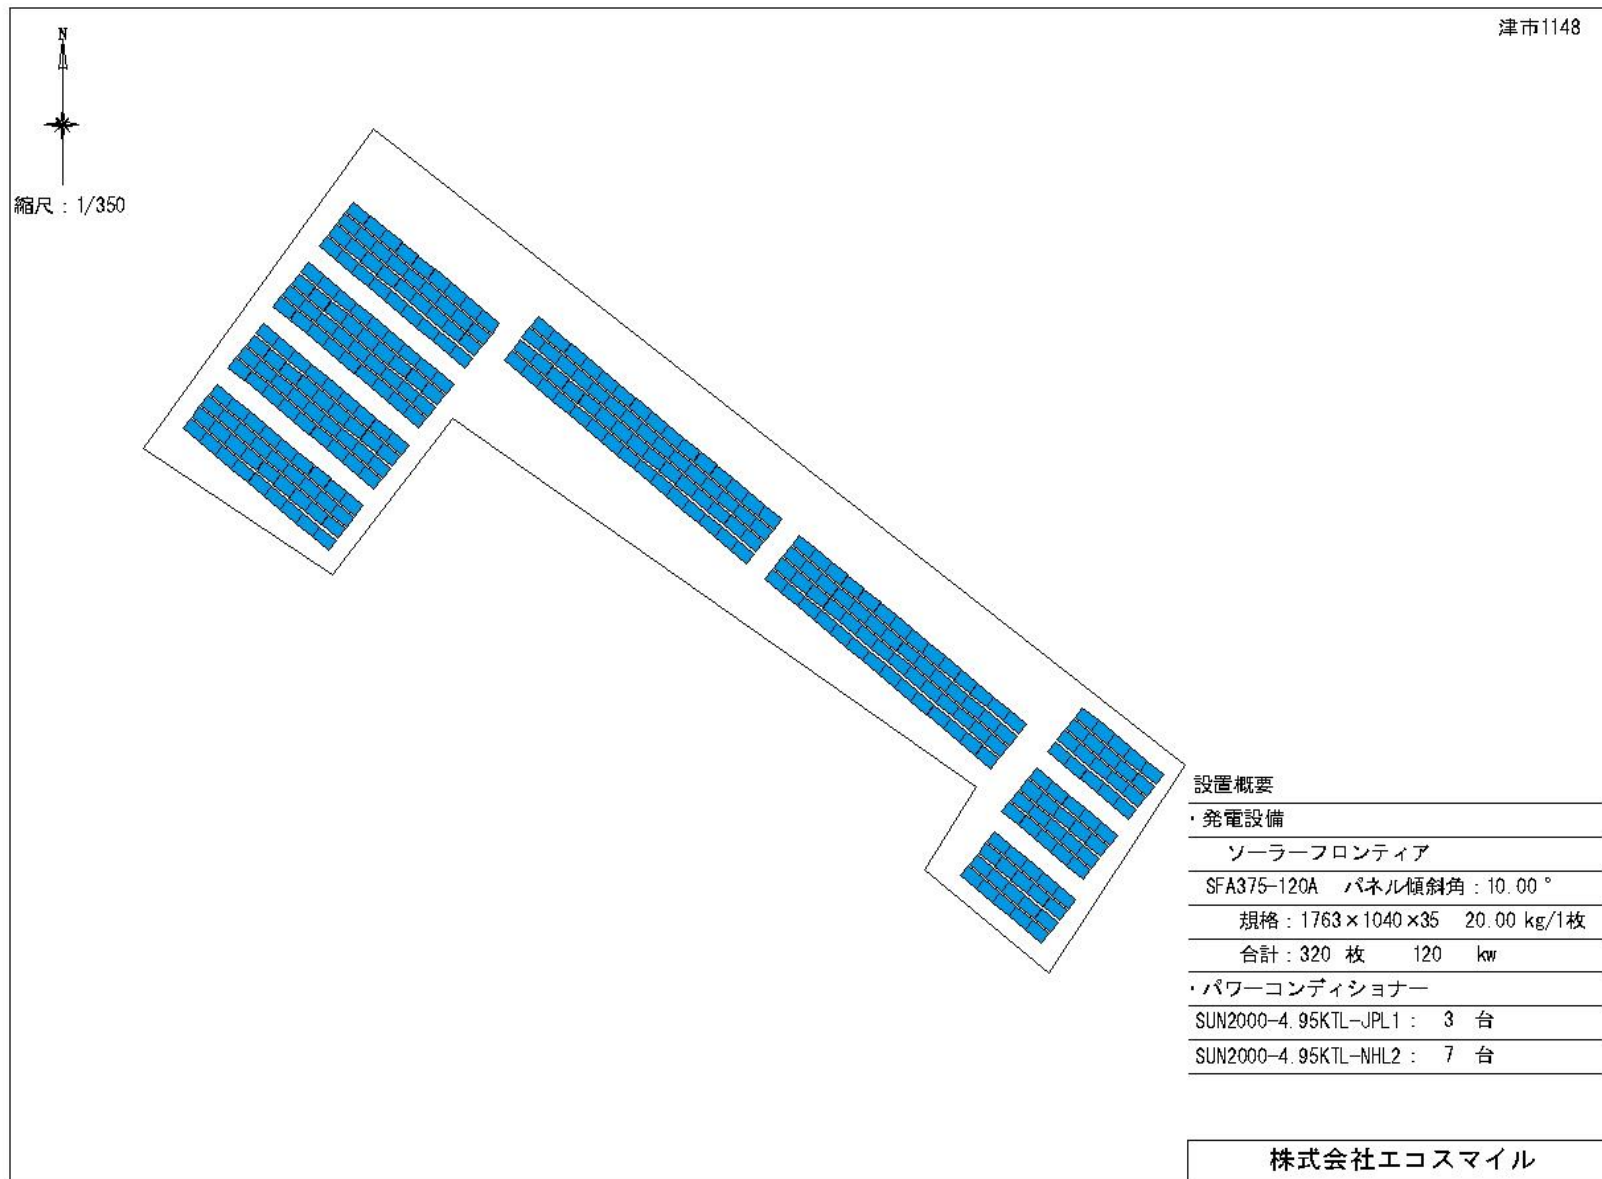 津市1148
N
縮尺：1/350
設置概要
・発電設備
ソーラーフロンティア
SFA375-120A　パネル傾斜角：10.00°
規格：1763×1040×35　20.00 kg/1枚
合計：320 枚　120　kw
・パワーコンディショナー
SUN2000-4.95KTL-JPL1：　3　台
SUN2000-4.95KTL-NHL2：　7　台
株式会社エコスマイル